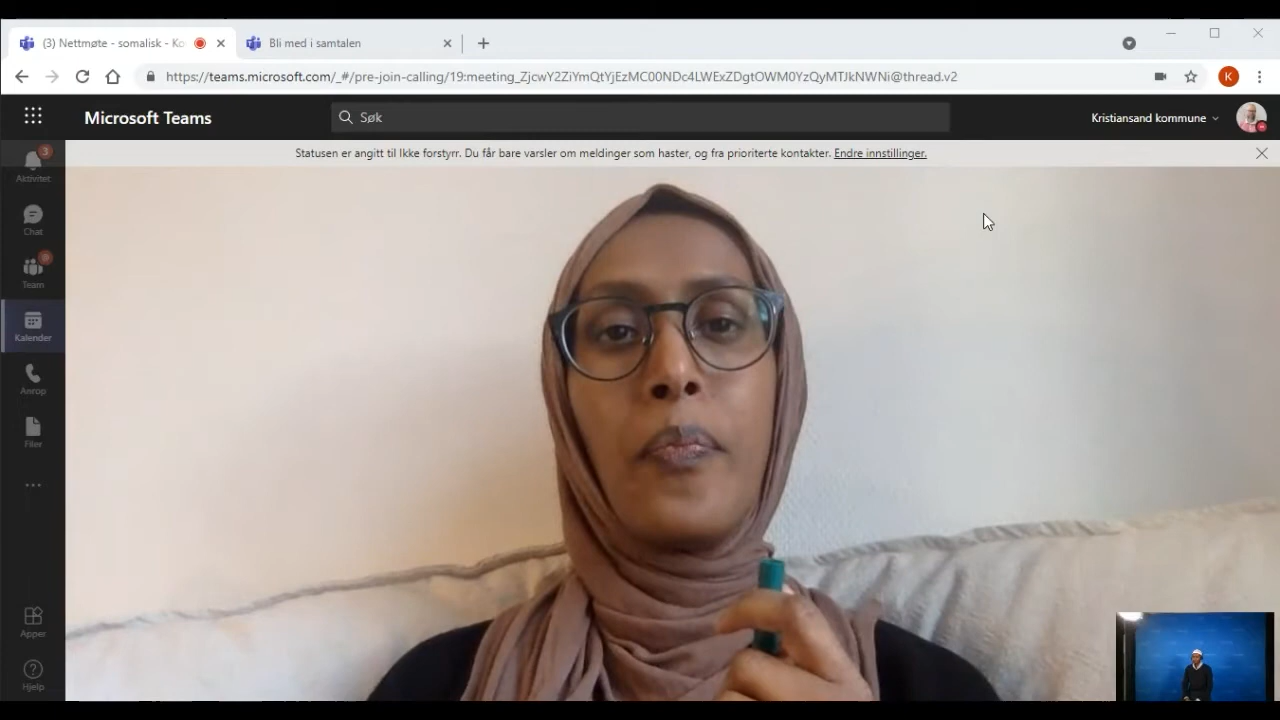 (3) Nettmøte - somalisk - Ko
Bli med i samtalen
https://teams.microsoft.com/_#/pre-join-calling/19:meeting_ZjcwY2ZiYmQtYjEzMC00NDc4LWExZDgtOWM0YzQyMTJkNWNi@thread.v2
K
Microsoft Teams
Søk
Kristiansand kommune
Statusen er angitt til Ikke forstyrr. Du får bare varsler om meldinger som haster, og fra prioriterte kontakter. Endre innstillinger.
3
Aktivitet
Chat
Team
Kalender
Anrop
Filer
Apper
Hjelp